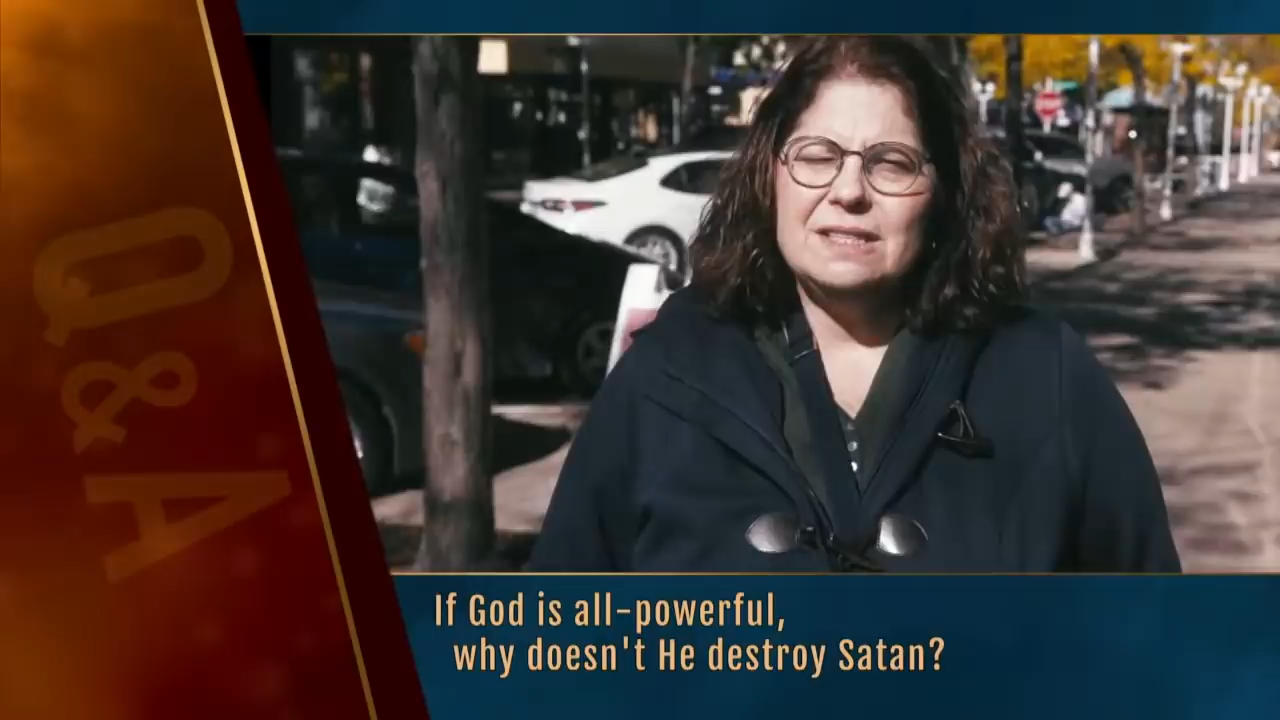 Q&A
If God is all-powerful,
why doesn't He destroy Satan?